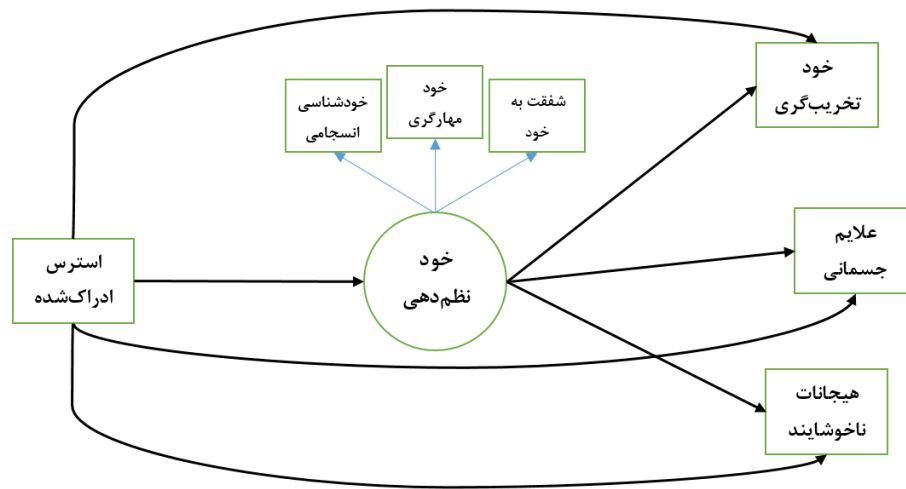 خود
تخریب‌گری
شفقت به
خود
خود
مهارگری
خودشناسی
انسجامی
علایم
جسمانی
خود
نظم‌دهی
استرس
ادراک‌شده
هیجانات
ناخوشایند